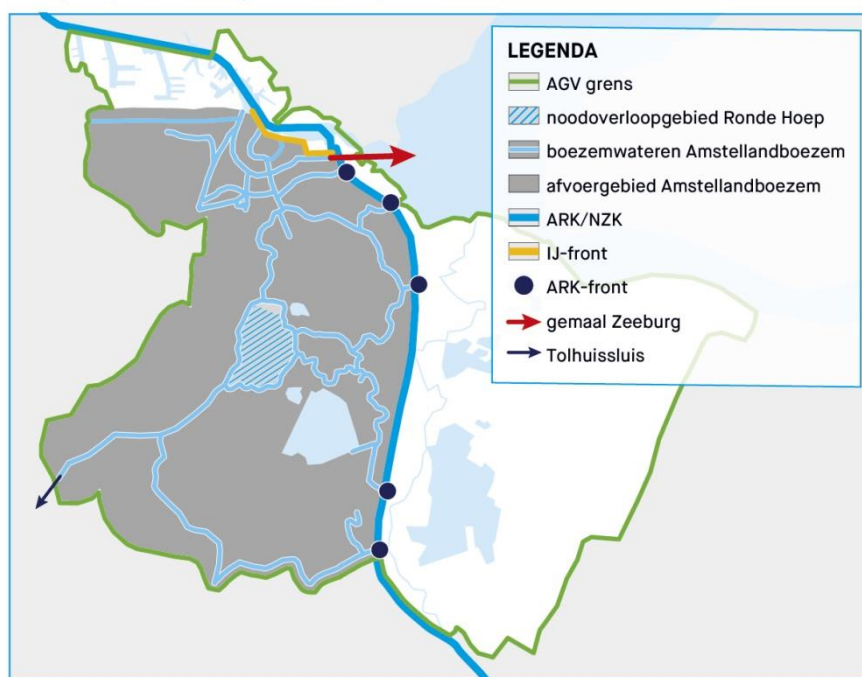 LEGENDA
AGV grens
noodoverloopgebied Ronde Hoep
boezemwateren Amstellandboezem
afvoergebied Amstellandboezem
ARK/NZK
IJ-front
ARK-front
gemaal Zeeburg
Tolhuissluis